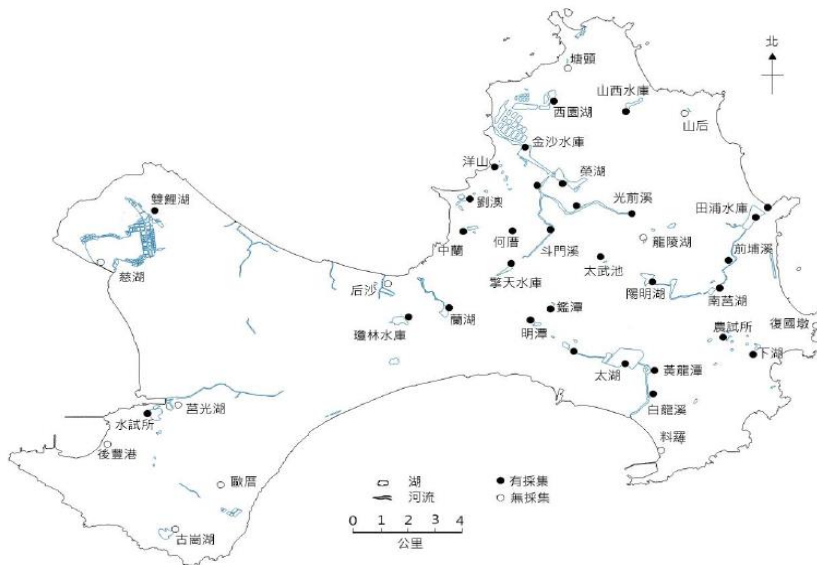 塘頭
北
山西水庫
西園湖
山后
金沙水庫
洋山
榮湖
劉澳
光前溪
田浦水庫
雙鯉湖
中蘭
何厝
斗門溪
龍陵湖
前埔溪
慈湖
后沙
擎天水庫
太武池
陽明湖
南莒湖
瓊林水庫
蘭湖
鑑潭
明潭
農試所
復國墩
下湖
太湖
黃龍潭
白龍溪
莒光湖
水試所
後豐港
料羅
歐厝
古崗湖
湖
河流
有採集
無採集
0 1 2 3 4
公里